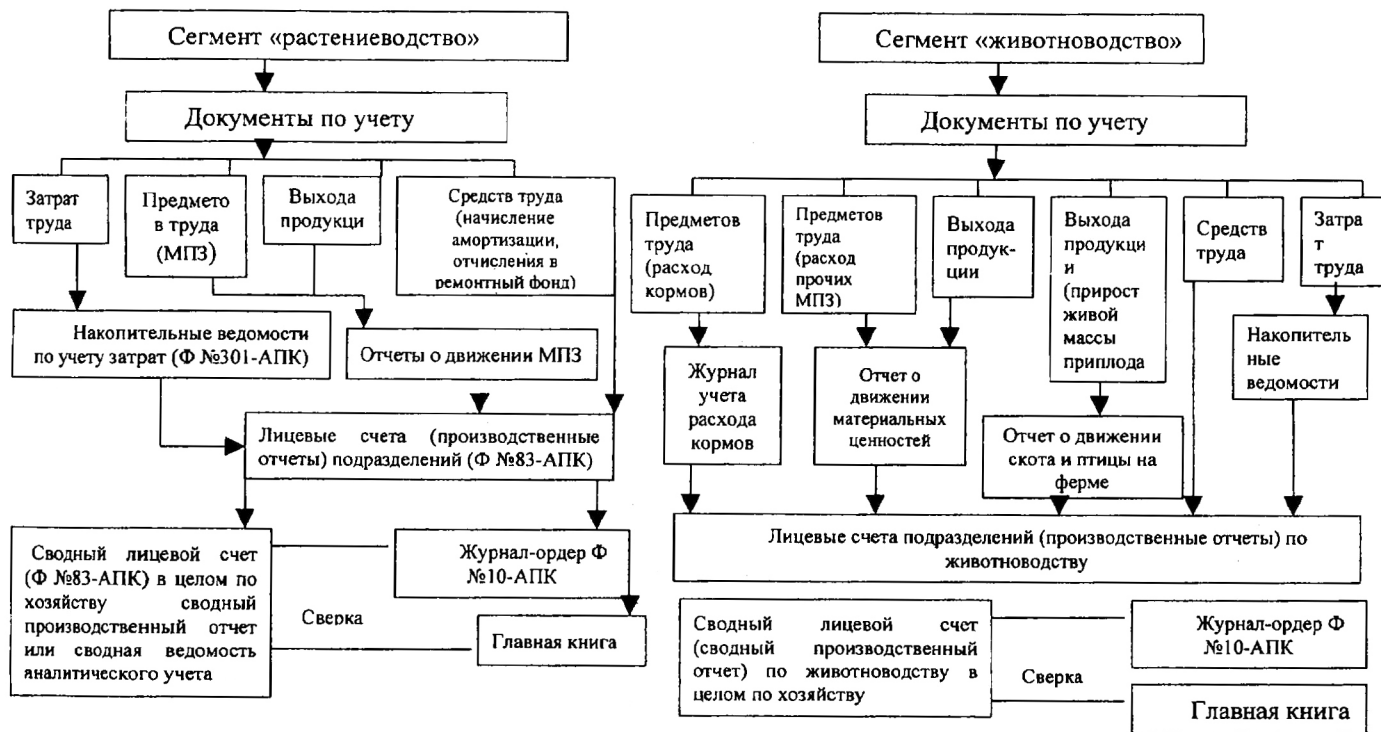 Сегмент «растениеводство»
Документы по учету
Затрат
труда
Предмето
в труда
(МПЗ)
Выхода
продукци
Средств труда
(начисление
амортизации,
отчисления в
ремонтный фонд)
Накопительные ведомости
по учету затрат (Ф №301-АПК)
Отчеты о движении МПЗ
Лицевые счета (производственные
отчеты) подразделений (Ф №83-АПК)
Сводный лицевой счет
(Ф №83-АПК) в целом по
хозяйству сводный
производственный отчет
или сводная ведомость
аналитического учета
Сверка
Журнал-ордер Ф
№10-АПК
Главная книга
Сегмент «животноводство»
Документы по учету
Предметов
труда
(расход
кормов)
Предметов
труда
(расход
прочих
МПЗ)
Выхода
продук-
ции
Выхода
продукци
и
(прирост
живой
массы
приплода
Средств
труда
Затра
т
труда
Журнал
учета
расхода
кормов
Отчет о
движении
материальных
ценностей
Отчет о движении
скота и птицы на
ферме
Накопитель
ные
ведомости
Лицевые счета подразделений (производственные отчеты) по
животноводству
Сводный лицевой счет
(сводный производственный
отчет) по животноводству в
целом по хозяйству
Сверка
Журнал-ордер Ф
№10-АПК
Главная книга